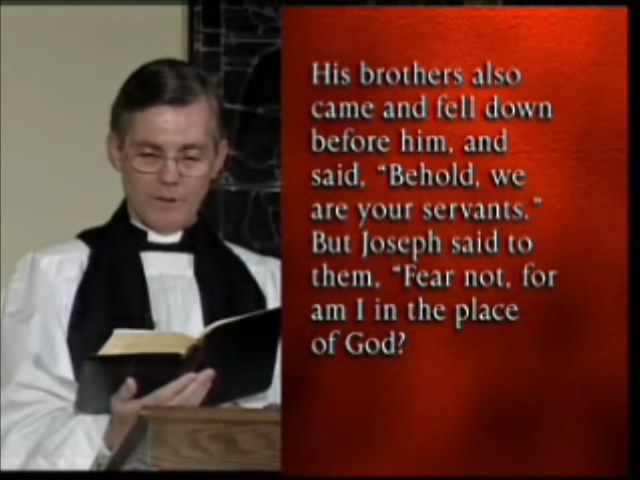 His brothers also
came and fell down
before him, and
said, “Behold, we
are your servants.”
But Joseph said to
them, “Fear not, for
am I in the place
of God?